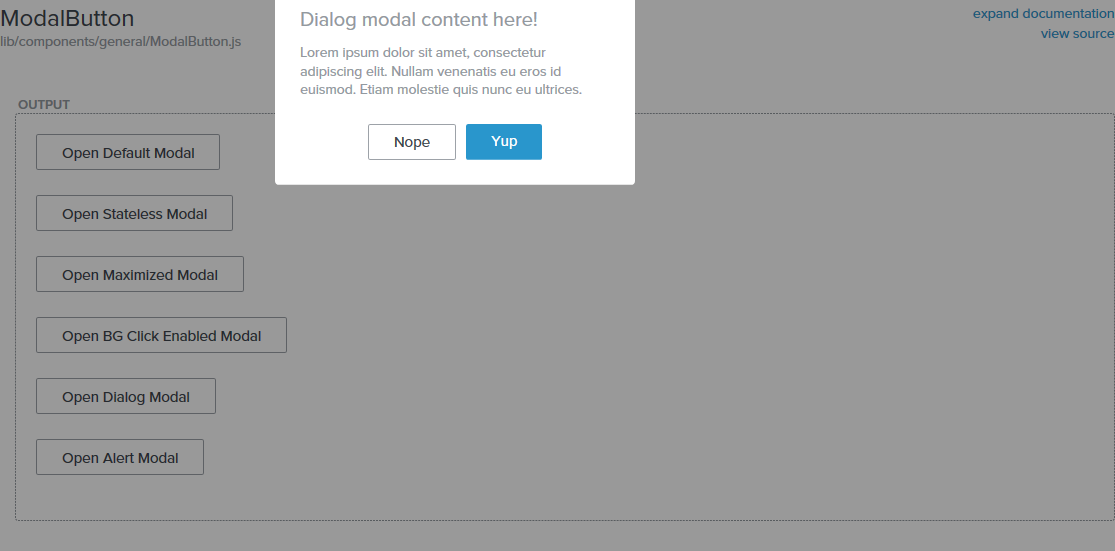 ModalButton
lib/components/general/ModalButton.js
expand documentation
view source
Dialog modal content here!
Lorem ipsum dolor sit amet, consectetur
adipiscing elit. Nullam venenatis eu eros id
euismod. Etiam molestie quis nunc eu ultrices.
Nope
Yup
OUTPUT
Open Default Modal
Open Stateless Modal
Open Maximized Modal
Open BG Click Enabled Modal
Open Dialog Modal
Open Alert Modal